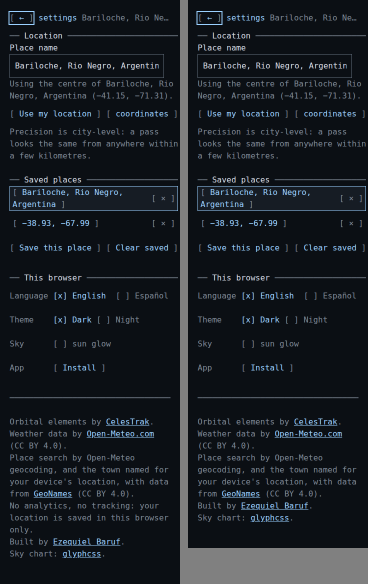 [ ← ] settings Bariloche, Rio Ne…
Location
Place name
Bariloche, Río Negro, Argentin
Using the centre of Bariloche, Río
Negro, Argentina (−41.15, −71.31).
[ Use my location ] [ coordinates ]
Precision is city-level: a pass
looks the same from anywhere within
a few kilometres.
Saved places
[ Bariloche, Río Negro,
Argentina ] [ × ]
[ −38.93, −67.99 ] [ × ]
[ Save this place ] [ Clear saved ]
This browser
Language [x] English [ ] Español
Theme [x] Dark [ ] Night
Sky [ ] sun glow
App [ Install ]
Orbital elements by CelesTrak.
Weather data by Open-Meteo.com
(CC BY 4.0).
Place search by Open-Meteo
geocoding, and the town named for
your device's location, with data
from GeoNames (CC BY 4.0).
No analytics, no tracking: your
location is saved in this browser
only.
Built by Ezequiel Baruf.
Sky chart: glyphcss.
[ ← ] settings Bariloche, Rio Ne…
Location
Place name
Bariloche, Río Negro, Argentin
Using the centre of Bariloche, Río
Negro, Argentina (−41.15, −71.31).
[ Use my location ] [ coordinates ]
Precision is city-level: a pass
looks the same from anywhere within
a few kilometres.
Saved places
[ Bariloche, Río Negro,
Argentina ] [ × ]
[ −38.93, −67.99 ] [ × ]
[ Save this place ] [ Clear saved ]
This browser
Language [x] English [ ] Español
Theme [x] Dark [ ] Night
Sky [ ] sun glow
App [ Install ]
Orbital elements by CelesTrak.
Weather data by Open-Meteo.com
(CC BY 4.0).
Place search by Open-Meteo
geocoding, and the town named for
your device's location, with data
from GeoNames (CC BY 4.0).
Built by Ezequiel Baruf.
Sky chart: glyphcss.